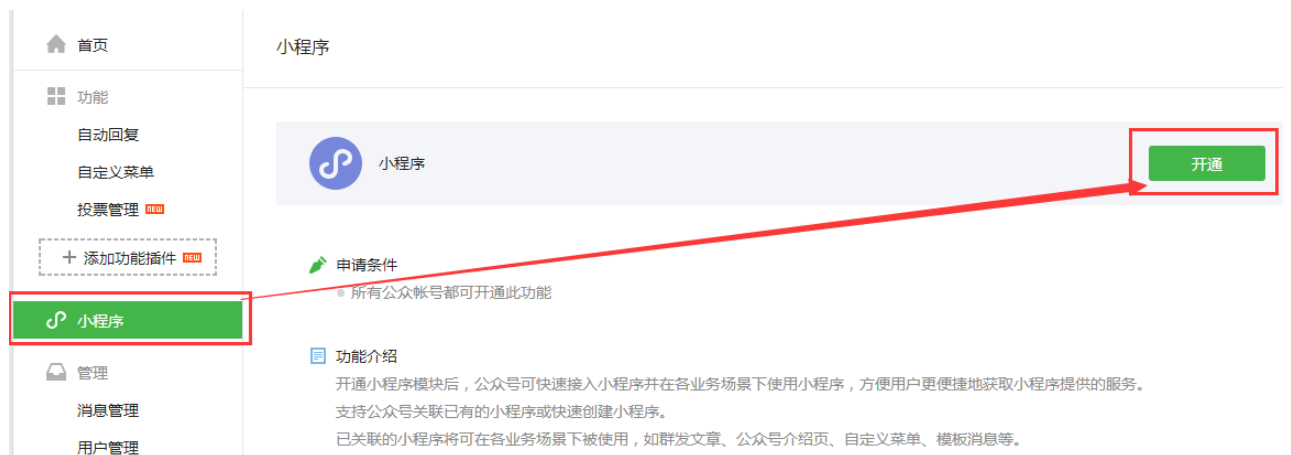 首页
功能
自动回复
自定义菜单
投票管理 NEW
+ 添加功能插件 NEW
小程序
管理
消息管理
用户管理
小程序
小程序
开通
申请条件
所有公众帐号都可开通此功能
功能介绍
开通小程序模块后，公众号可快速接入小程序并在各业务场景下使用小程序，方便用户更便捷地获取小程序提供的服务。
支持公众号关联已有的小程序或快速创建小程序。
已关联的小程序将可在各业务场景下被使用，如群发文章、公众号介绍页、自定义菜单、模板消息等。